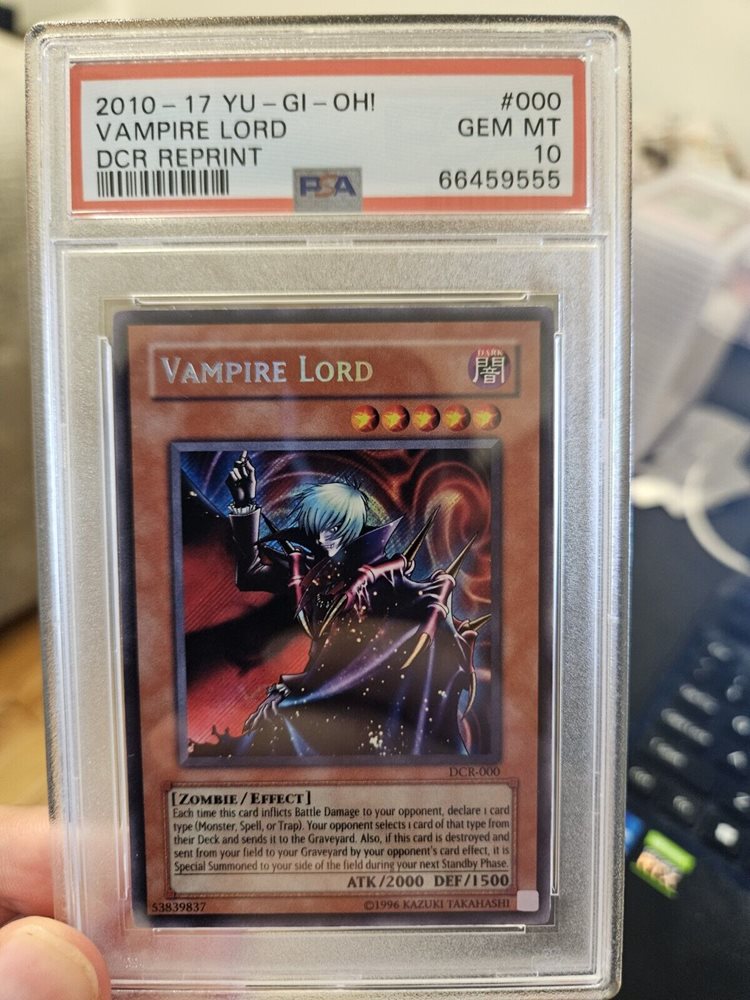 2010-17 YU-GI-OH! #000
VAMPIRE LORD GEM MT
DCR REPRINT 10
PSA 66459555
VAMPIRE LORD
DARK
闇
DCR-000
[ZOMBIE/EFFECT]
Each time this card inflicts Battle Damage to your opponent, declare 1 card
type (Monster, Spell, or Trap). Your opponent selects 1 card of that type from
their Deck and sends it to the Graveyard. Also, if this card is destroyed and
sent from your field to your Graveyard by your opponent's card effect, it is
Special Summoned to your side of the field during your next Standby Phase.
ATK/2000 DEF/1500
53839837 ©1996 KAZUKI TAKAHASHI